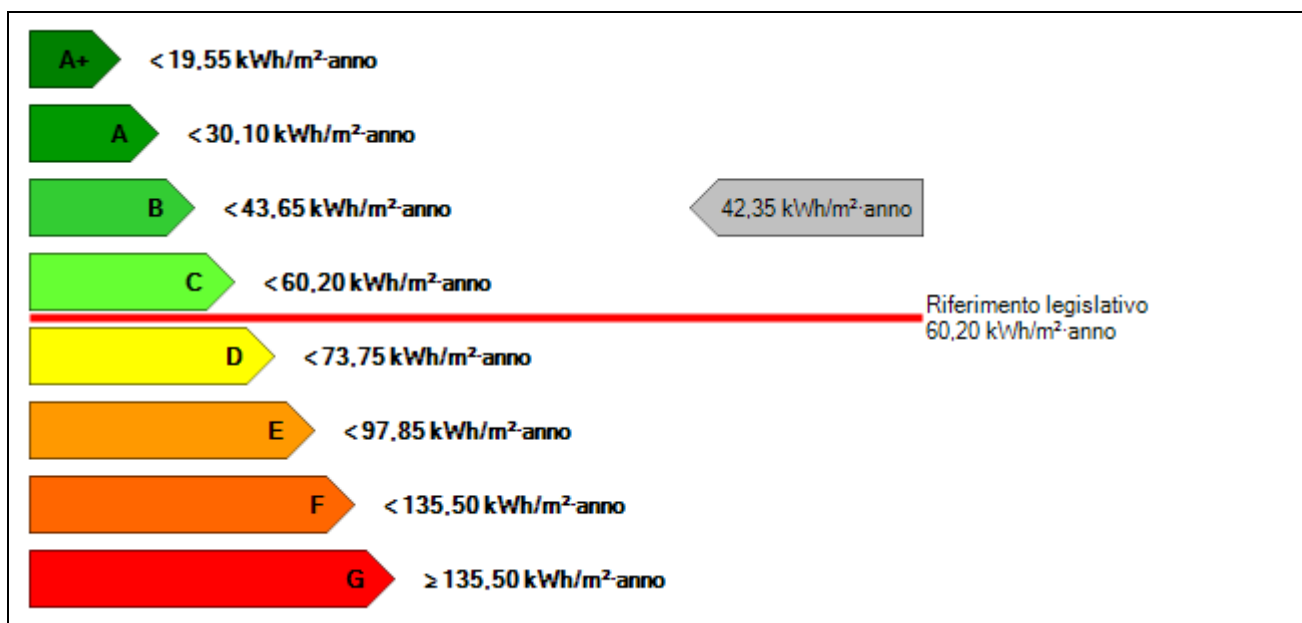 A+ < 19,55 kWh/m²·anno
A < 30,10 kWh/m²·anno
B < 43,65 kWh/m²·anno 42,35 kWh/m²·anno
C < 60,20 kWh/m²·anno
Riferimento legislativo
60,20 kWh/m²·anno
D < 73,75 kWh/m²·anno
E < 97,85 kWh/m²·anno
F < 135,50 kWh/m²·anno
G ≥ 135,50 kWh/m²·anno